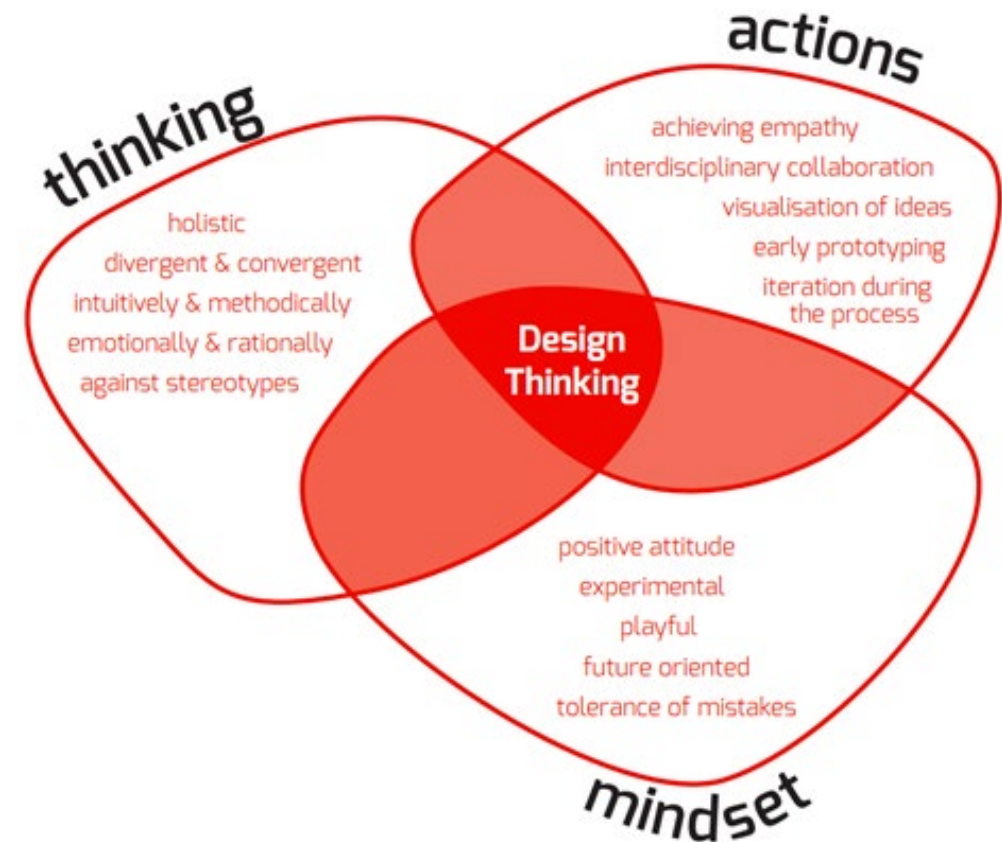 thinking
holistic
divergent & convergent
intuitively & methodically
emotionally & rationally
against stereotypes
actions
achieving empathy
interdisciplinary collaboration
visualisation of ideas
early prototyping
iteration during
the process
Design
Thinking
positive attitude
experimental
playful
future oriented
tolerance of mistakes
mindset